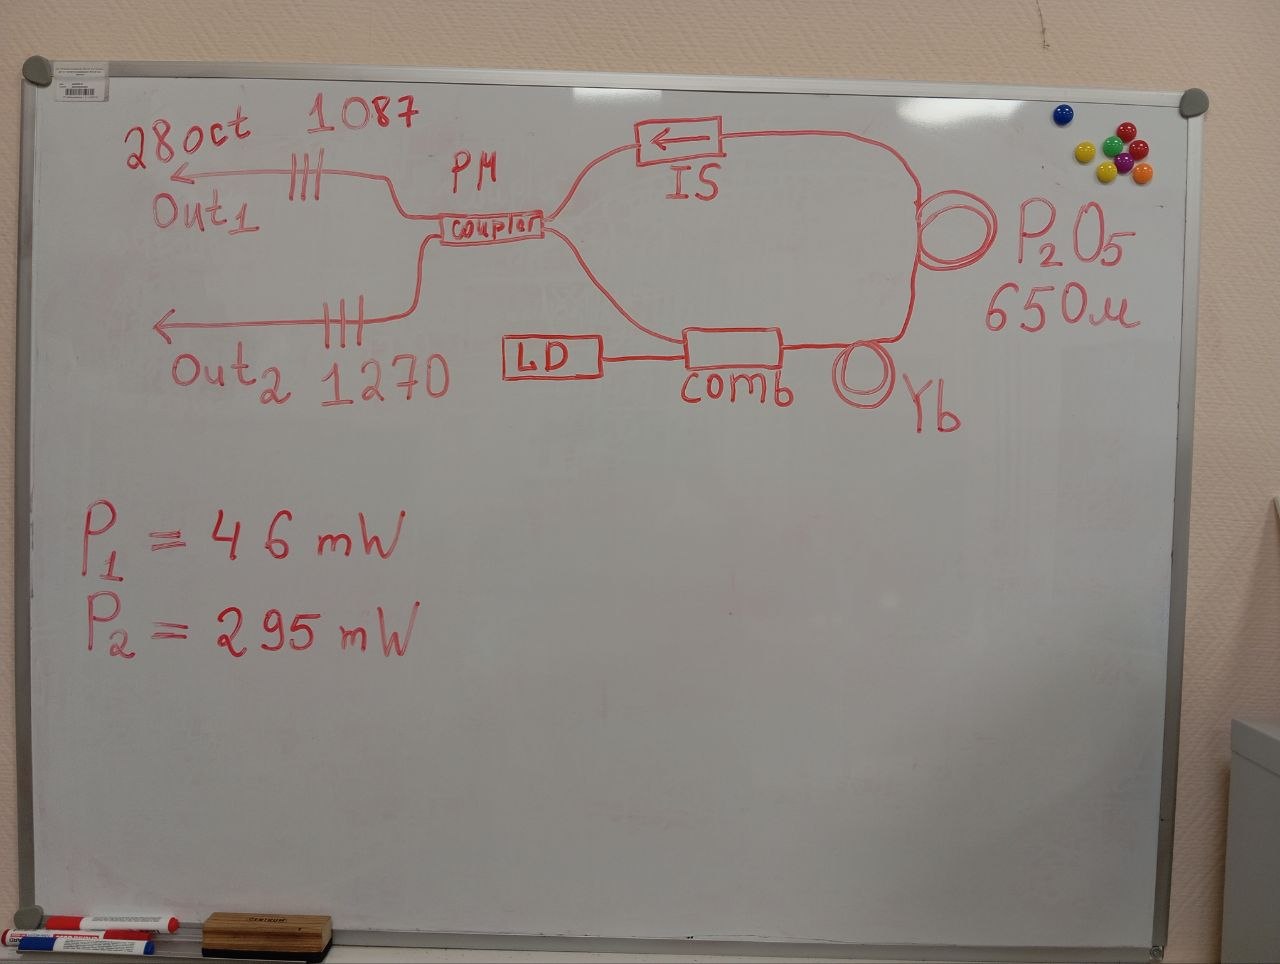 28oct 1087
Out1
PM
coupler
IS
P2O5
650м
Out2 1270
LD
comb
Yb
P1 = 46 mW
P2 = 295 mW
CENTRUM